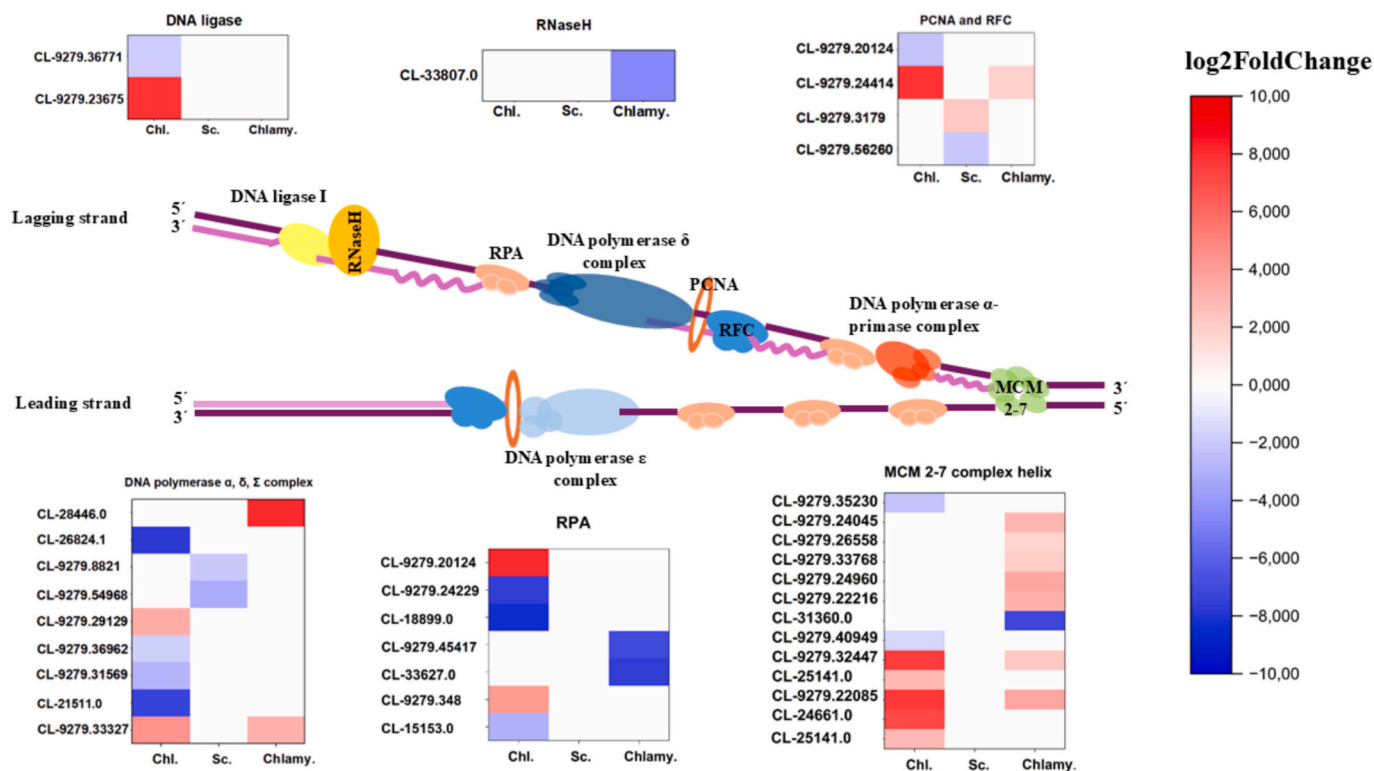 DNA ligase
CL-9279.36771
CL-9279.23675
Chl. Sc. Chlamy.
RNaseH
CL-33807.0
Chl. Sc. Chlamy.
PCNA and RFC
CL-9279.20124
CL-9279.24414
CL-9279.3179
CL-9279.56260
Chl. Sc. Chlamy.
log2FoldChange
10,00
8,000
6,000
4,000
2,000
0,000
−2,000
−4,000
−6,000
−8,000
−10,00
Lagging strand
5´
3´
DNA ligase I
RNaseH
RPA
DNA polymerase δ
complex
PCNA
RFC
DNA polymerase α-
primase complex
MCM
2-7
3´
5´
Leading strand
5´
3´
DNA polymerase ε
complex
DNA polymerase α, δ, Σ complex
CL-28446.0
CL-26824.1
CL-9279.8821
CL-9279.54968
CL-9279.29129
CL-9279.36962
CL-9279.31569
CL-21511.0
CL-9279.33327
Chl. Sc. Chlamy.
RPA
CL-9279.20124
CL-9279.24229
CL-18899.0
CL-9279.45417
CL-33627.0
CL-9279.348
CL-15153.0
Chl. Sc. Chlamy.
MCM 2-7 complex helix
CL-9279.35230
CL-9279.24045
CL-9279.26558
CL-9279.33768
CL-9279.24960
CL-9279.22216
CL-31360.0
CL-9279.40949
CL-9279.32447
CL-25141.0
CL-9279.22085
CL-24661.0
CL-25141.0
Chl. Sc. Chlamy.